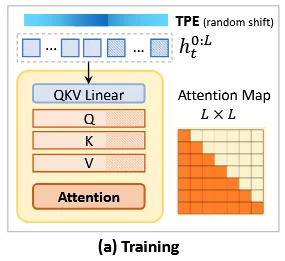 TPE (random shift)
... ... h_t^{0:L}
QKV Linear
Q
K
V
Attention
Attention Map
L × L
(a) Training